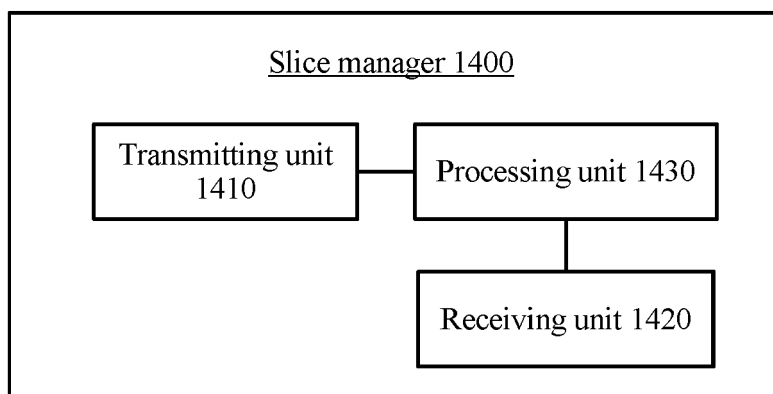 Slice manager 1400
Transmitting unit
1410
Processing unit 1430
Receiving unit 1420